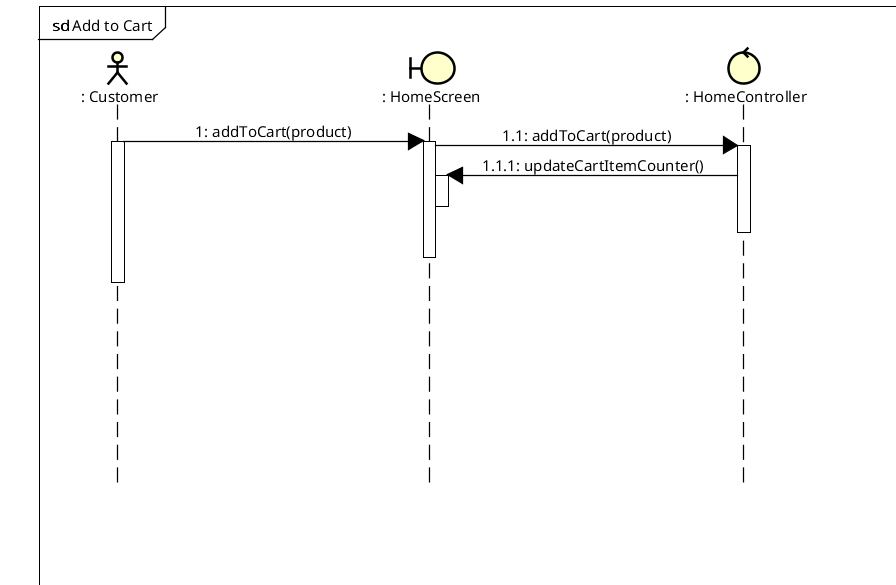 sd Add to Cart
: Customer
: HomeScreen
: HomeController
1: addToCart(product)
1.1: addToCart(product)
1.1.1: updateCartItemCounter()